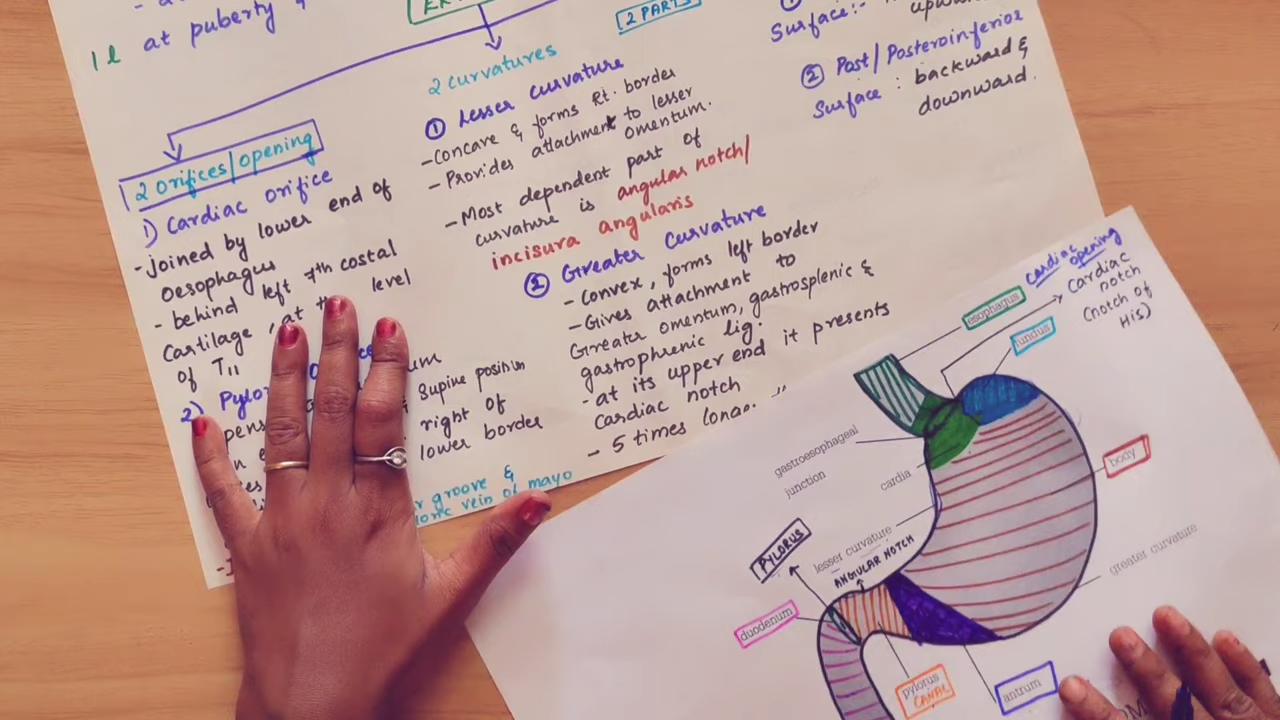 at puberty
1 l
2 PARTS
Surface:-
② Post/Posteroinferior
Surface : backward &
downward.
2 Orifices/opening
1) Cardiac orifice
- joined by lower end of
oesophagus
- behind left 7th costal
Cartilage, at level
of T11
2)
supine position
right of
lower border
groove &
vein of mayo
2 curvatures
① Lesser curvature
- Concave & forms Rt. border
- Provides attachment to lesser
omentum.
- Most dependent part of
curvature is angular notch/
incisura angularis
② Greater curvature
- Convex, forms left border
- Gives attachment to
Greater omentum, gastrosplenic &
gastrophrenic lig.
- at its upper end it presents
cardiac notch
- 5 times
cardiac
opening
Cardiac
notch
(notch of
His)
esophagus
fundus
gastroesophageal
junction
cardia
body
lesser curvature
ANGULAR NOTCH
PYLORUS
greater curvature
duodenum
pylorus
CANAL
antrum